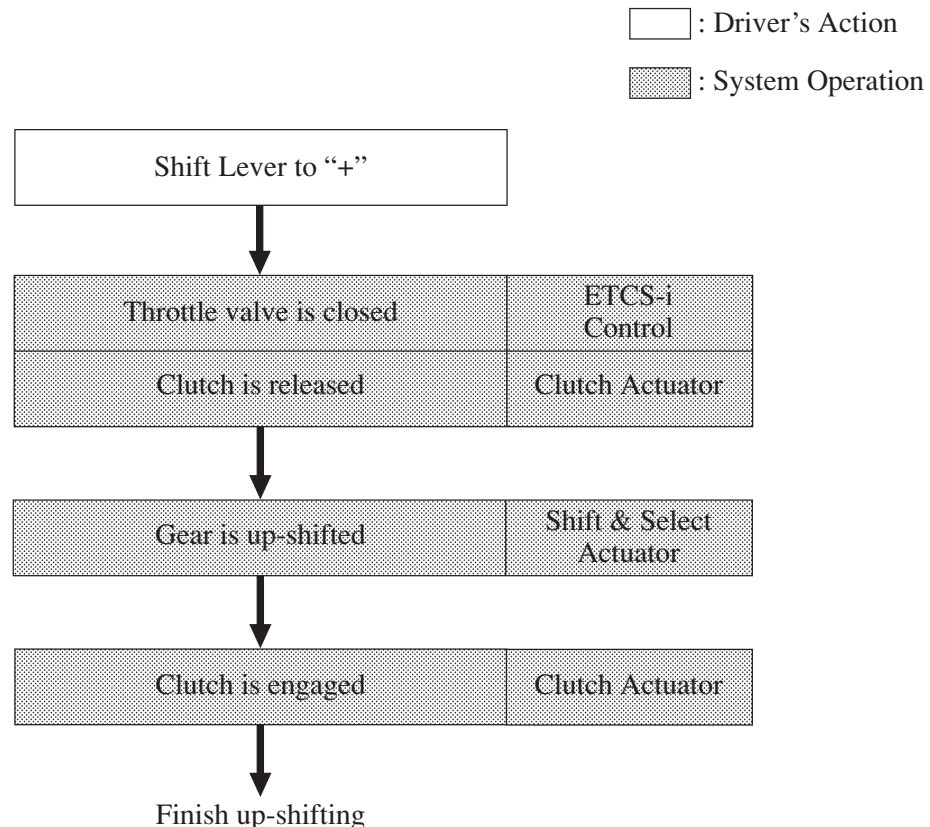 : Driver’s Action
: System Operation
Shift Lever to “+”
Throttle valve is closed
ETCS-i
Control
Clutch is released
Clutch Actuator
Gear is up-shifted
Shift & Select
Actuator
Clutch is engaged
Clutch Actuator
Finish up-shifting